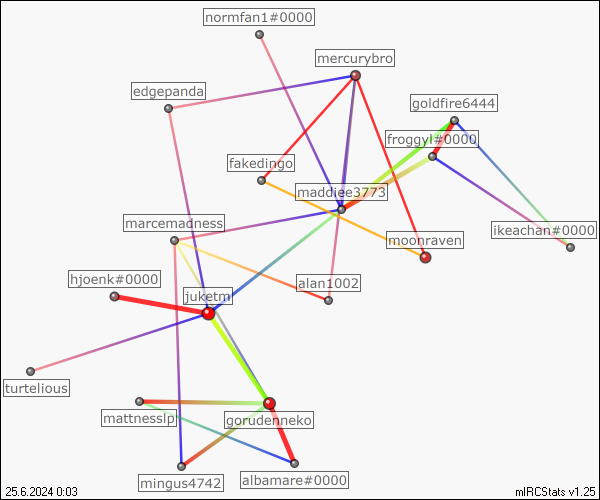 normfan1#0000
mercurybro
edgepanda
goldfire6444
froggyl#0000
fakedingo
maddiee3773
marcemadness
ikeachan#0000
moonraven
hjoenk#0000
alan1002
juketm
turtelious
mattnesslp
gorudenneko
mingus4742
albamare#0000
25.6.2024 0:03
mIRCStats v1.25